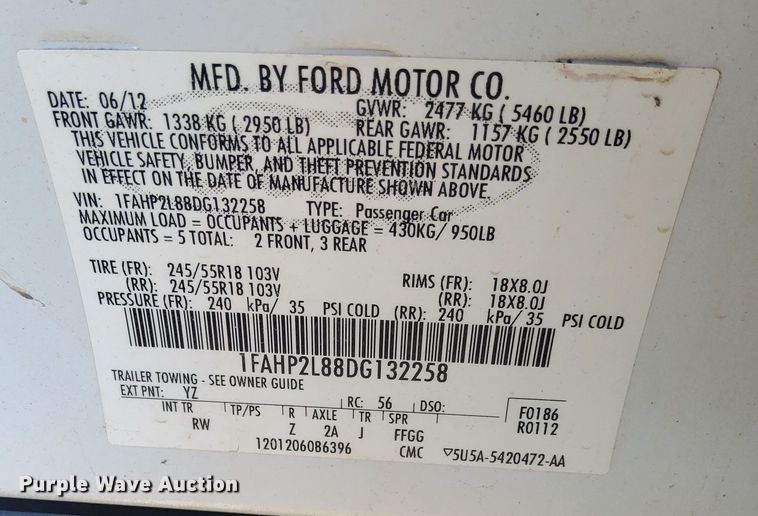 MFD. BY FORD MOTOR CO.
DATE: 06/12 GVWR: 2477 KG ( 5460 LB)
FRONT GAWR: 1338 KG ( 2950 LB) REAR GAWR: 1157 KG ( 2550 LB)
THIS VEHICLE CONFORMS TO ALL APPLICABLE FEDERAL MOTOR
VEHICLE SAFETY, BUMPER, AND THEFT PREVENTION STANDARDS
IN EFFECT ON THE DATE OF MANUFACTURE SHOWN ABOVE.
VIN: 1FAHP2L88DG132258 TYPE: Passenger Car
MAXIMUM LOAD = OCCUPANTS + LUGGAGE = 430KG/ 950LB
OCCUPANTS = 5 TOTAL: 2 FRONT, 3 REAR
TIRE (FR): 245/55R18 103V RIMS (FR): 18X8.0J
(RR): 245/55R18 103V (RR): 18X8.0J
PRESSURE (FR): 240 kPa/ 35 PSI COLD (RR): 240 kPa/ 35 PSI COLD
1FAHP2L88DG132258
TRAILER TOWING - SEE OWNER GUIDE
EXT PNT: YZ RC: 56 DSO: F0186
R0112
INT TR TP/PS R AXLE TR SPR
RW Z 2A J FFGG
1201206086396 CMC ▽5U5A-5420472-AA
Purple Wave Auction